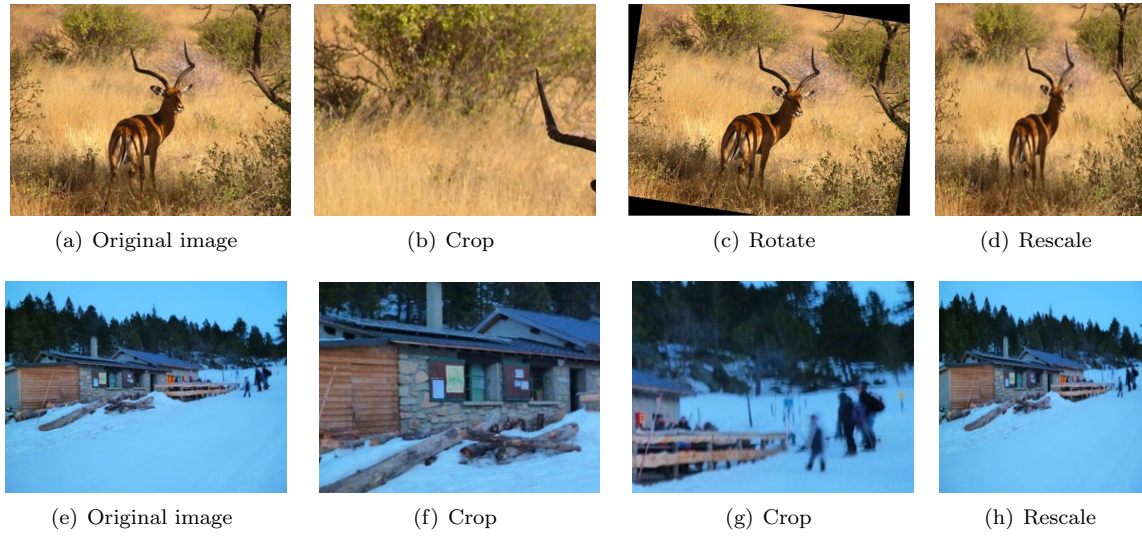 (a) Original image
(b) Crop
(c) Rotate
(d) Rescale
(e) Original image
(f) Crop
(g) Crop
(h) Rescale